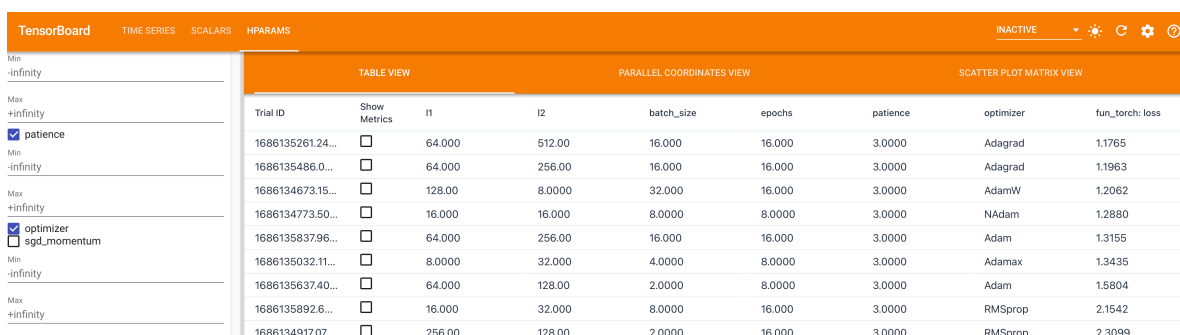 TensorBoard TIME SERIES SCALARS HPARAMS INACTIVE
Min
-infinity
Max
+infinity
patience
Min
-infinity
Max
+infinity
optimizer
sgd_momentum
Min
-infinity
Max
+infinity
TABLE VIEW PARALLEL COORDINATES VIEW SCATTER PLOT MATRIX VIEW
Trial ID Show Metrics l1 l2 batch_size epochs patience optimizer fun_torch: loss
1686135261.24... 64.000 512.00 16.000 16.000 3.0000 Adagrad 1.1765
1686135486.0... 64.000 256.00 16.000 16.000 3.0000 Adagrad 1.1963
1686134673.15... 128.00 8.0000 32.000 16.000 3.0000 AdamW 1.2062
1686134773.50... 16.000 16.000 8.0000 8.0000 3.0000 NAdam 1.2880
1686135837.96... 64.000 256.00 16.000 16.000 3.0000 Adam 1.3155
1686135032.11... 8.0000 32.000 4.0000 8.0000 3.0000 Adamax 1.3435
1686135637.40... 64.000 128.00 2.0000 8.0000 3.0000 Adam 1.5804
1686135892.6... 16.000 32.000 8.0000 16.000 3.0000 RMSprop 2.1542
1686134917.07... 256.00 128.00 2.0000 16.000 3.0000 RMSprop 2.3099